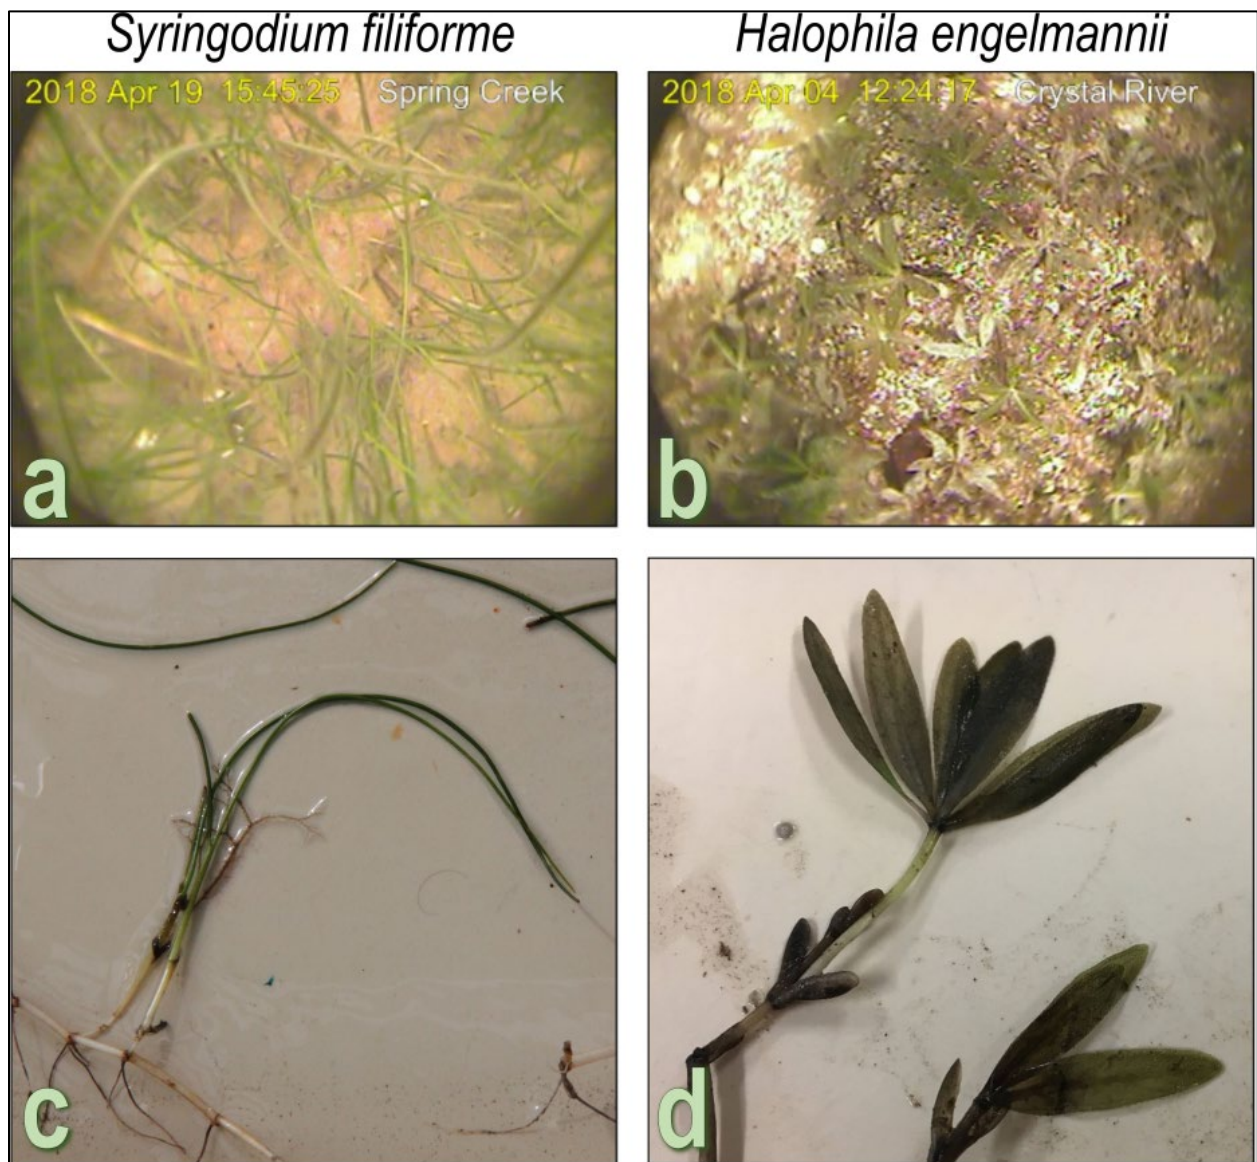 Syringodium filiforme
Halophila engelmannii
2018 Apr 19 15:45:25 Spring Creek
2018 Apr 04 12:24:17 Crystal River
a
b
c
d